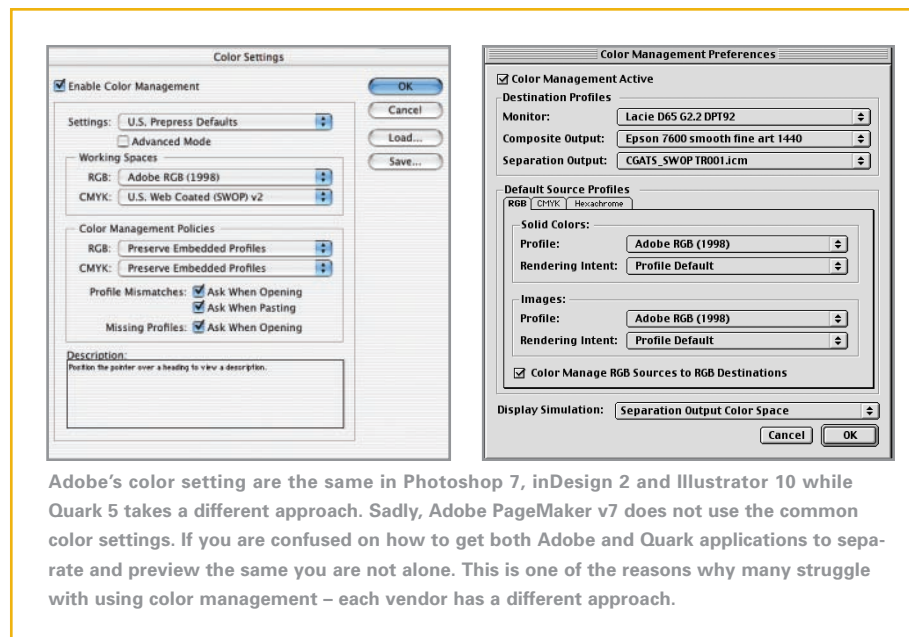 Color Settings
Enable Color Management
OK
Cancel
Load...
Save...
Settings: U.S. Prepress Defaults
Advanced Mode
Working Spaces
RGB: Adobe RGB (1998)
CMYK: U.S. Web Coated (SWOP) v2
Color Management Policies
RGB: Preserve Embedded Profiles
CMYK: Preserve Embedded Profiles
Profile Mismatches: Ask When Opening
Ask When Pasting
Missing Profiles: Ask When Opening
Description:
Position the pointer over a heading to view a description.
Color Management Preferences
Color Management Active
Destination Profiles
Monitor: Lacie D65 G2.2 DPT92
Composite Output: Epson 7600 smooth fine art 1440
Separation Output: CGATS_SWOP TR001.icm
Default Source Profiles
RGB CMYK Hexachrome
Solid Colors:
Profile: Adobe RGB (1998)
Rendering Intent: Profile Default
Images:
Profile: Adobe RGB (1998)
Rendering Intent: Profile Default
Color Manage RGB Sources to RGB Destinations
Display Simulation: Separation Output Color Space
Cancel OK
Adobe's color setting are the same in Photoshop 7, inDesign 2 and Illustrator 10 while
Quark 5 takes a different approach. Sadly, Adobe PageMaker v7 does not use the common
color settings. If you are confused on how to get both Adobe and Quark applications to sepa-
rate and preview the same you are not alone. This is one of the reasons why many struggle
with using color management – each vendor has a different approach.